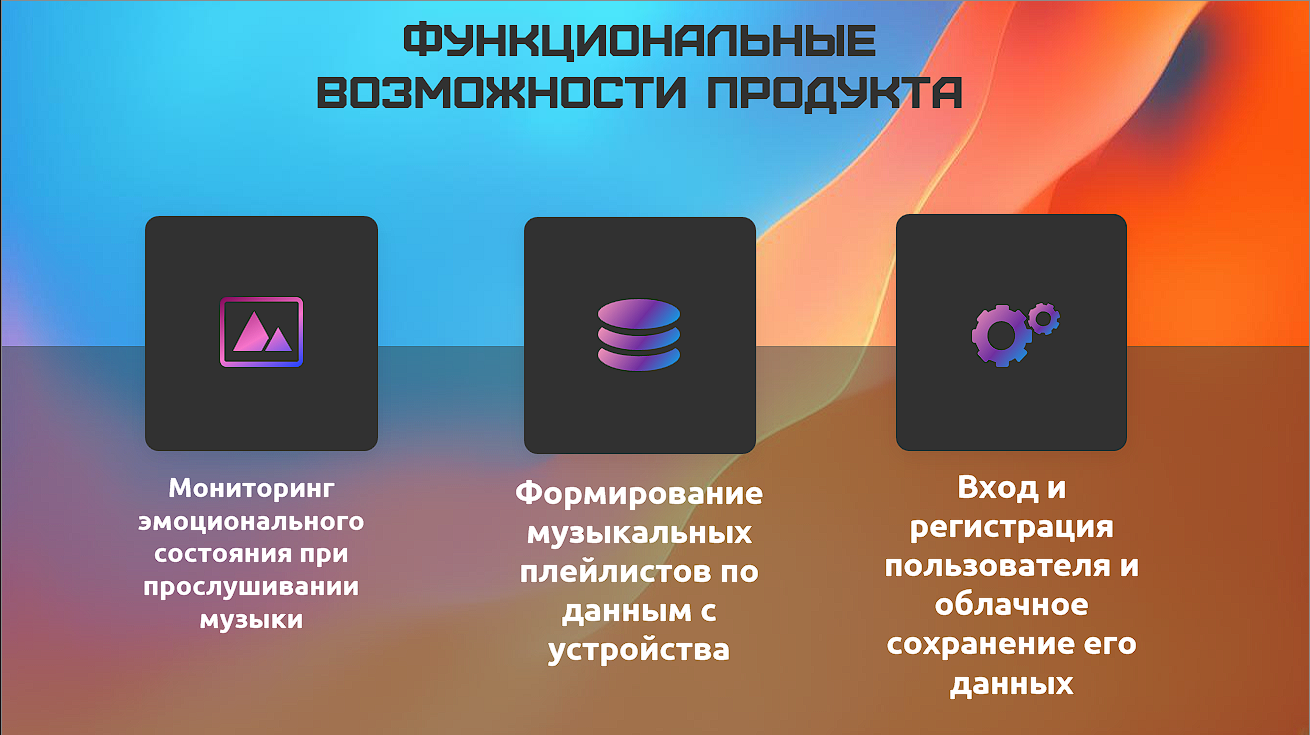 ФУНКЦИОНАЛЬНЫЕ
ВОЗМОЖНОСТИ ПРОДУКТА
Мониторинг
эмоционального
состояния при
прослушивании
музыки
Формирование
музыкальных
плейлистов по
данным с
устройства
Вход и
регистрация
пользователя и
облачное
сохранение его
данных